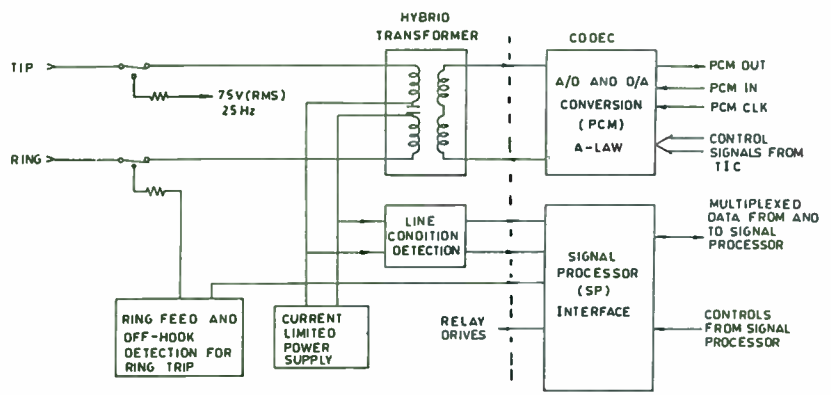 HYBRID
TRANSFORMER
CODEC
TIP
75V(RMS)
25Hz
A/D AND D/A
CONVERSION
(PCM)
A-LAW
PCM OUT
PCM IN
PCM CLK
CONTROL
SIGNALS FROM
TIC
RING
LINE
CONDITION
DETECTION
SIGNAL
PROCESSOR
(SP)
INTERFACE
MULTIPLEXED
DATA FROM AND
TO SIGNAL
PROCESSOR
RING FEED AND
OFF-HOOK
DETECTION FOR
RING TRIP
CURRENT
LIMITED
POWER
SUPPLY
RELAY
DRIVES
CONTROLS
FROM SIGNAL
PROCESSOR